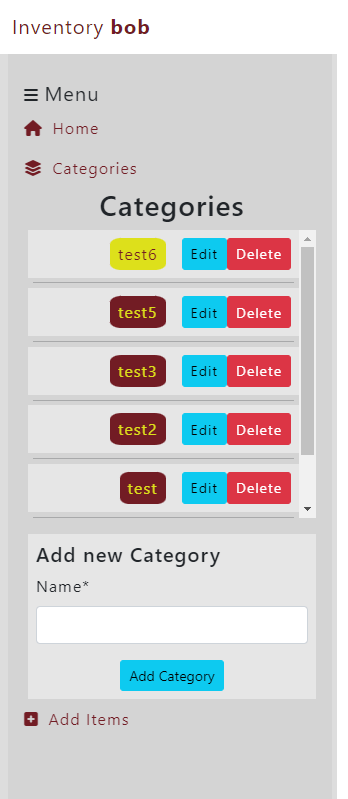 Inventory bob
Menu
Home
Categories
Categories
test6 Edit Delete
test5 Edit Delete
test3 Edit Delete
test2 Edit Delete
test Edit Delete
Add new Category
Name*
Add Category
Add Items